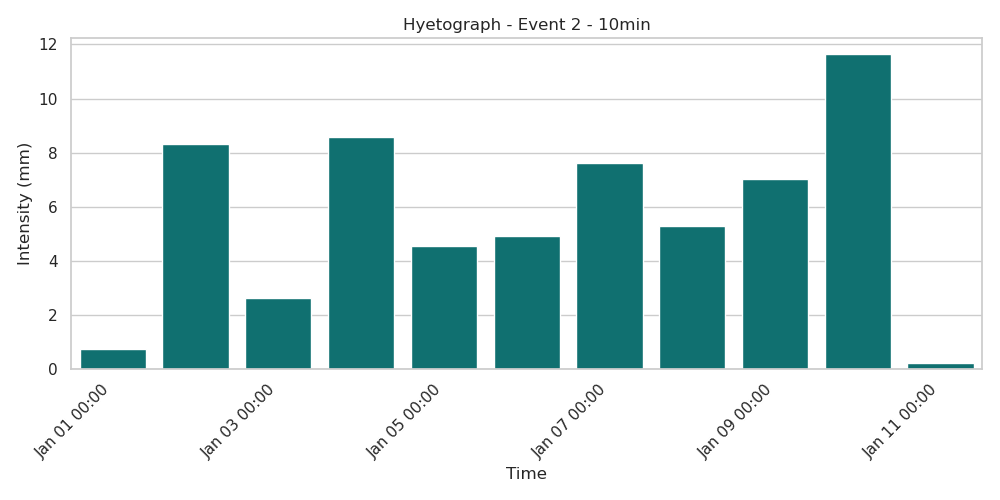 Hyetograph - Event 2 - 10min
12
10
8
6
4
2
0
Intensity (mm)
Jan 01 00:00
Jan 03 00:00
Jan 05 00:00
Jan 07 00:00
Jan 09 00:00
Jan 11 00:00
Time